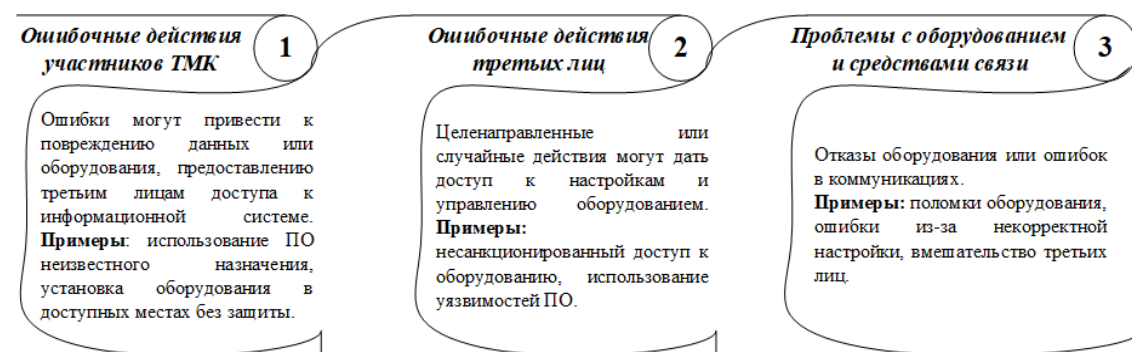 Ошибочные действия
участников ТМК
1
Ошибки могут привести к
повреждению данных или
оборудования, предоставлению
третьим лицам доступа к
информационной системе.
Примеры: использование ПО
неизвестного назначения,
установка оборудования в
доступных местах без защиты.
Ошибочные действия
третьих лиц
2
Целенаправленные или
случайные действия могут дать
доступ к настройкам и
управлению оборудованием.
Примеры:
несанкционированный доступ к
оборудованию, использование
уязвимостей ПО.
Проблемы с оборудованием
и средствами связи
3
Отказы оборудования или ошибок
в коммуникациях.
Примеры: поломки оборудования,
ошибки из-за некорректной
настройки, вмешательство третьих
лиц.